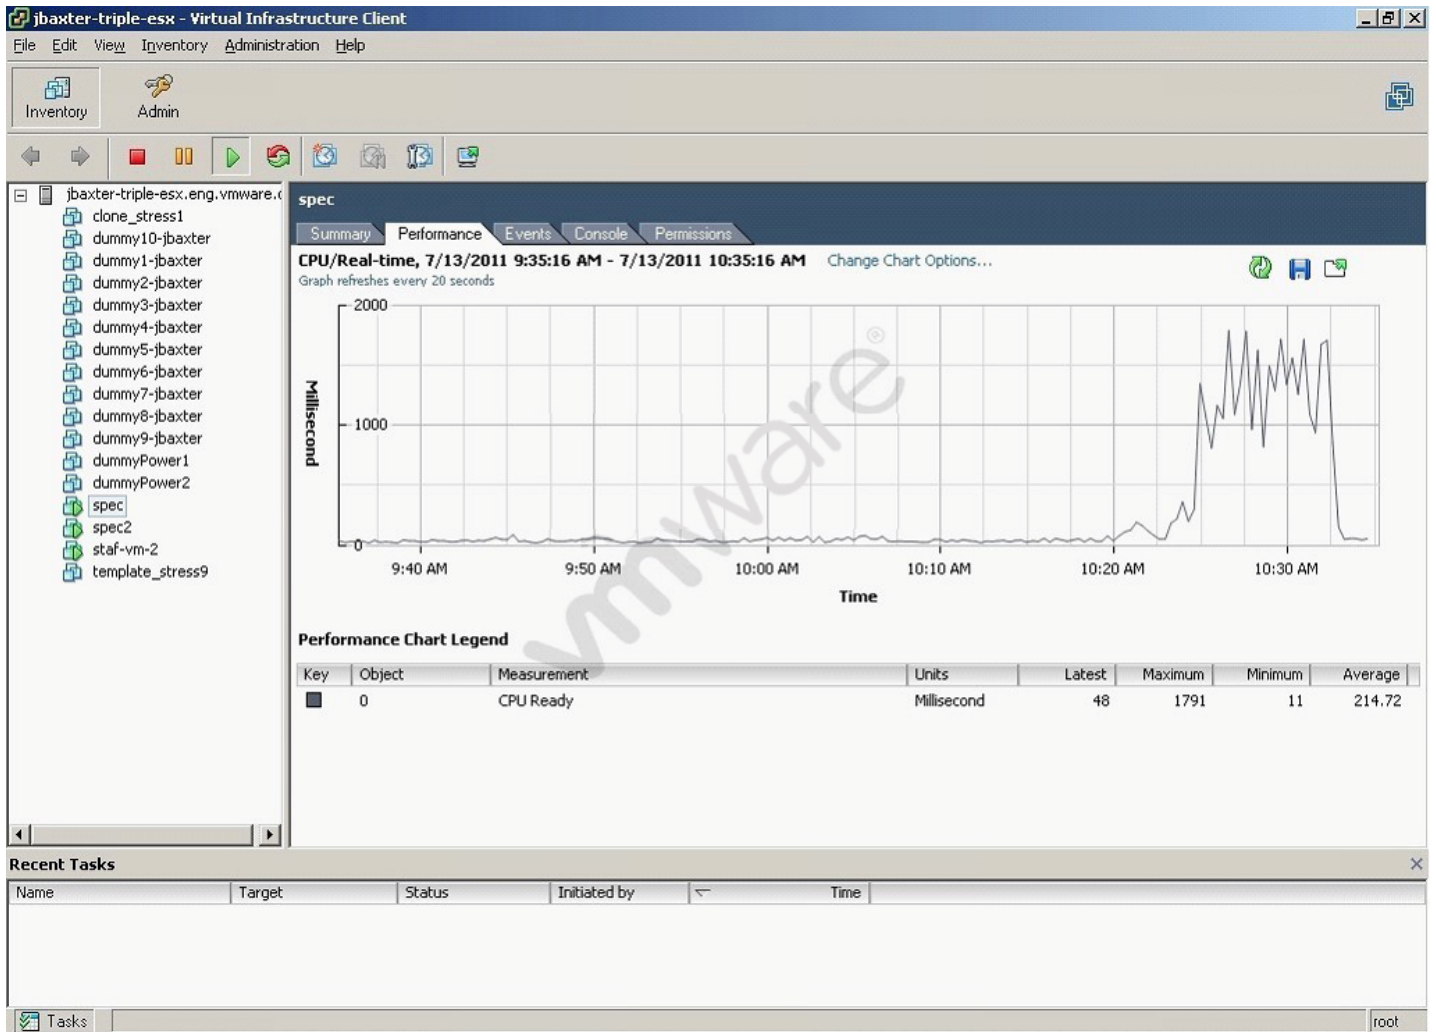 jbaxter-triple-esx - Virtual Infrastructure Client
File Edit View Inventory Administration Help
Inventory Admin
jbaxter-triple-esx.eng.vmware.c
clone_stress1
dummy10-jbaxter
dummy1-jbaxter
dummy2-jbaxter
dummy3-jbaxter
dummy4-jbaxter
dummy5-jbaxter
dummy6-jbaxter
dummy7-jbaxter
dummy8-jbaxter
dummy9-jbaxter
dummyPower1
dummyPower2
spec
spec2
staf-vm-2
template_stress9
spec
Summary Performance Events Console Permissions
CPU/Real-time, 7/13/2011 9:35:16 AM - 7/13/2011 10:35:16 AM Change Chart Options...
Graph refreshes every 20 seconds
2000
1000
0
Millisecond
vmware®
9:40 AM 9:50 AM 10:00 AM 10:10 AM 10:20 AM 10:30 AM
Time
Performance Chart Legend
Key Object Measurement Units Latest Maximum Minimum Average
0 CPU Ready Millisecond 48 1791 11 214.72
Recent Tasks
Name Target Status Initiated by Time
Tasks root